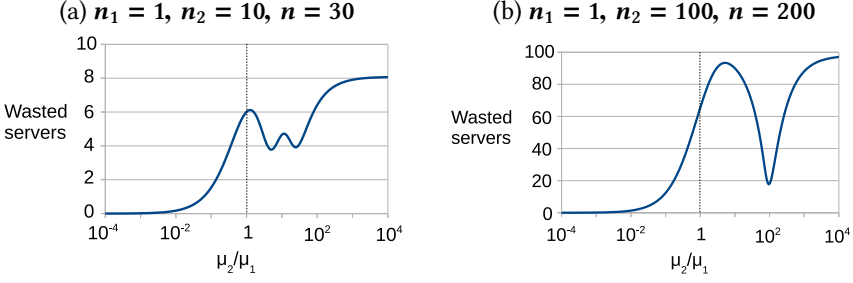 (a) n₁ = 1, n₂ = 10, n = 30
10
8
6
4
2
0
Wasted
servers
10⁻⁴ 10⁻² 1 10² 10⁴
μ₂/μ₁
(b) n₁ = 1, n₂ = 100, n = 200
100
80
60
40
20
0
Wasted
servers
10⁻⁴ 10⁻² 1 10² 10⁴
μ₂/μ₁